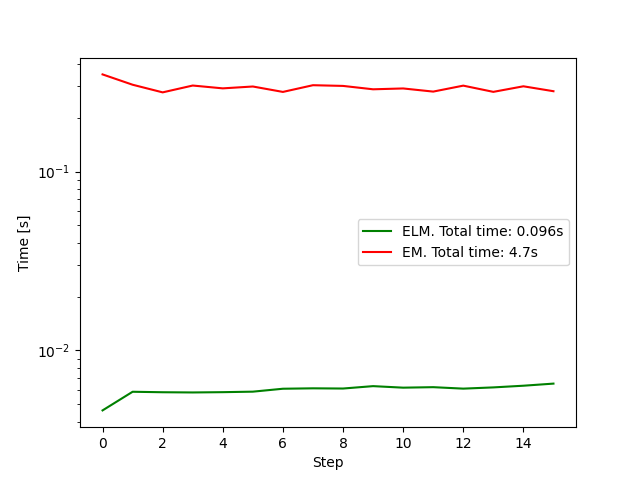 10⁻¹
10⁻²
Time [s]
ELM. Total time: 0.096s
EM. Total time: 4.7s
0 2 4 6 8 10 12 14
Step